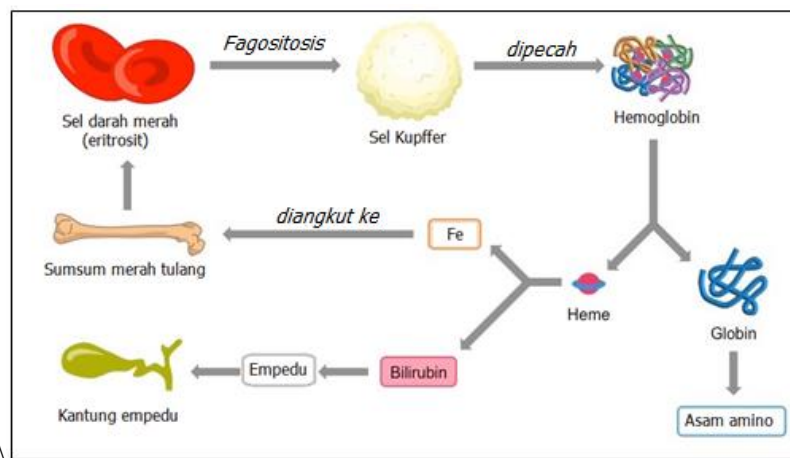 Fagositosis
dipecah
Sel darah merah
(eritrosit)
Sel Kupffer
Hemoglobin
diangkut ke
Fe
Sumsum merah tulang
Heme
Globin
Empedu
Bilirubin
Kantung empedu
Asam amino
\